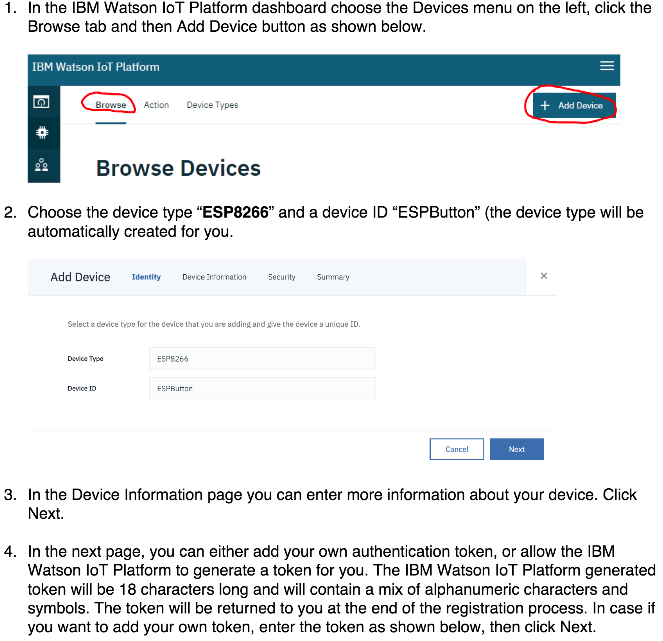 1. In the IBM Watson IoT Platform dashboard choose the Devices menu on the left, click the
Browse tab and then Add Device button as shown below.
IBM Watson IoT Platform
Browse Action Device Types + Add Device
Browse Devices
2. Choose the device type “ESP8266” and a device ID “ESPButton” (the device type will be
automatically created for you.
Add Device Identity Device Information Security Summary ×
Select a device type for the device that you are adding and give the device a unique ID.
Device Type ESP8266
Device ID ESPButton
Cancel Next
3. In the Device Information page you can enter more information about your device. Click
Next.
4. In the next page, you can either add your own authentication token, or allow the IBM
Watson IoT Platform to generate a token for you. The IBM Watson IoT Platform generated
token will be 18 characters long and will contain a mix of alphanumeric characters and
symbols. The token will be returned to you at the end of the registration process. In case if
you want to add your own token, enter the token as shown below, then click Next.